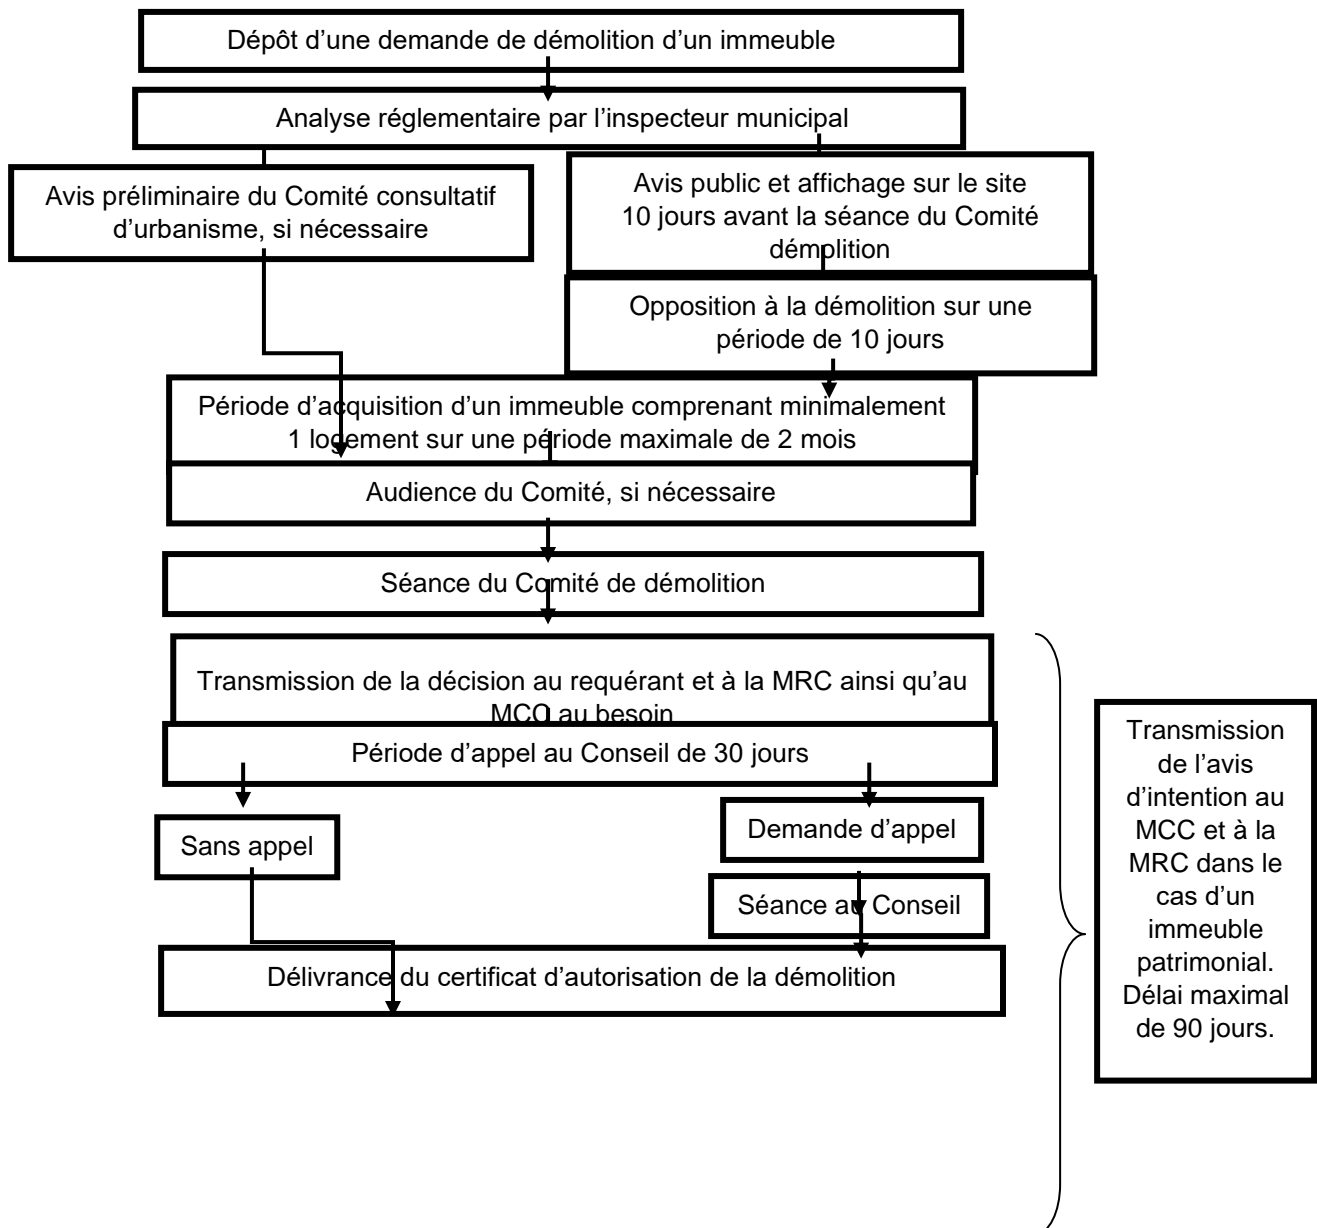 Dépôt d’une demande de démolition d’un immeuble
Analyse réglementaire par l’inspecteur municipal
Avis préliminaire du Comité consultatif
d’urbanisme, si nécessaire
Avis public et affichage sur le site
10 jours avant la séance du Comité
démolition
Opposition à la démolition sur une
période de 10 jours
Période d’acquisition d’un immeuble comprenant minimalement
1 logement sur une période maximale de 2 mois
Audience du Comité, si nécessaire
Séance du Comité de démolition
Transmission de la décision au requérant et à la MRC ainsi qu’au
MCC au besoin
Période d’appel au Conseil de 30 jours
Sans appel
Demande d’appel
Séance au Conseil
Délivrance du certificat d’autorisation de la démolition
Transmission
de l’avis
d’intention au
MCC et à la
MRC dans le
cas d’un
immeuble
patrimonial.
Délai maximal
de 90 jours.